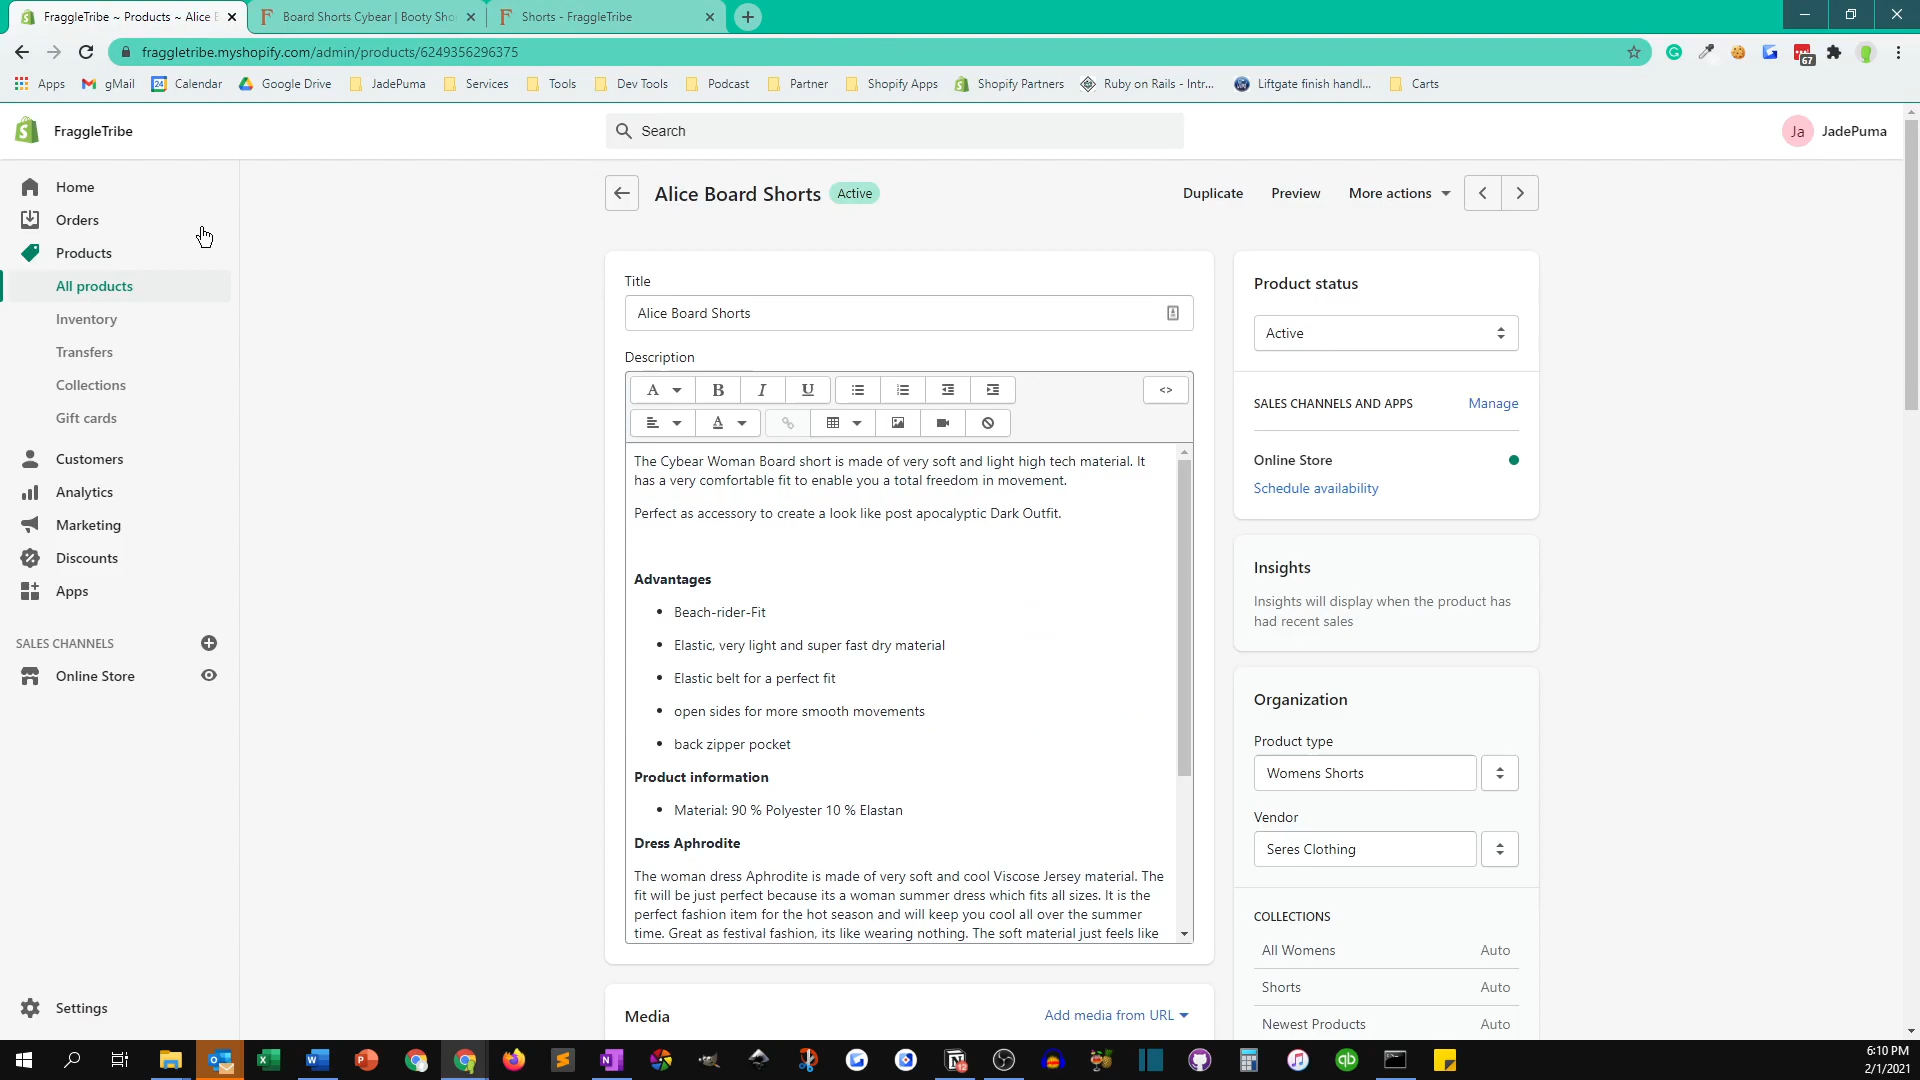 FraggleTribe ~ Products ~ Alice B
Board Shorts Cybear | Booty Sho
Shorts - FraggleTribe
fraggletribe.myshopify.com/admin/products/6249356296375
67
Apps
gMail
Calendar
Google Drive
JadePuma
Services
Tools
Dev Tools
Podcast
Partner
Shopify Apps
Shopify Partners
Ruby on Rails - Intr...
Liftgate finish handl...
Carts
FraggleTribe
Search
Ja
JadePuma
Home
Orders
Products
All products
Inventory
Transfers
Collections
Gift cards
Customers
Analytics
Marketing
Discounts
Apps
SALES CHANNELS
Online Store
Settings
Alice Board Shorts
Active
Duplicate
Preview
More actions
Title
Alice Board Shorts
Description
A
B
I
U
<>
A
The Cybear Woman Board short is made of very soft and light high tech material. It
has a very comfortable fit to enable you a total freedom in movement.
Perfect as accessory to create a look like post apocalyptic Dark Outfit.
Advantages
Beach-rider-Fit
Elastic, very light and super fast dry material
Elastic belt for a perfect fit
open sides for more smooth movements
back zipper pocket
Product information
Material: 90 % Polyester 10 % Elastan
Dress Aphrodite
The woman dress Aphrodite is made of very soft and cool Viscose Jersey material. The
fit will be just perfect because its a woman summer dress which fits all sizes. It is the
perfect fashion item for the hot season and will keep you cool all over the summer
time. Great as festival fashion, its like wearing nothing. The soft material just feels like
Media
Add media from URL
Product status
Active
SALES CHANNELS AND APPS
Manage
Online Store
Schedule availability
Insights
Insights will display when the product has
had recent sales
Organization
Product type
Womens Shorts
Vendor
Seres Clothing
COLLECTIONS
All Womens
Auto
Shorts
Auto
Newest Products
Auto
6:10 PM
2/1/2021